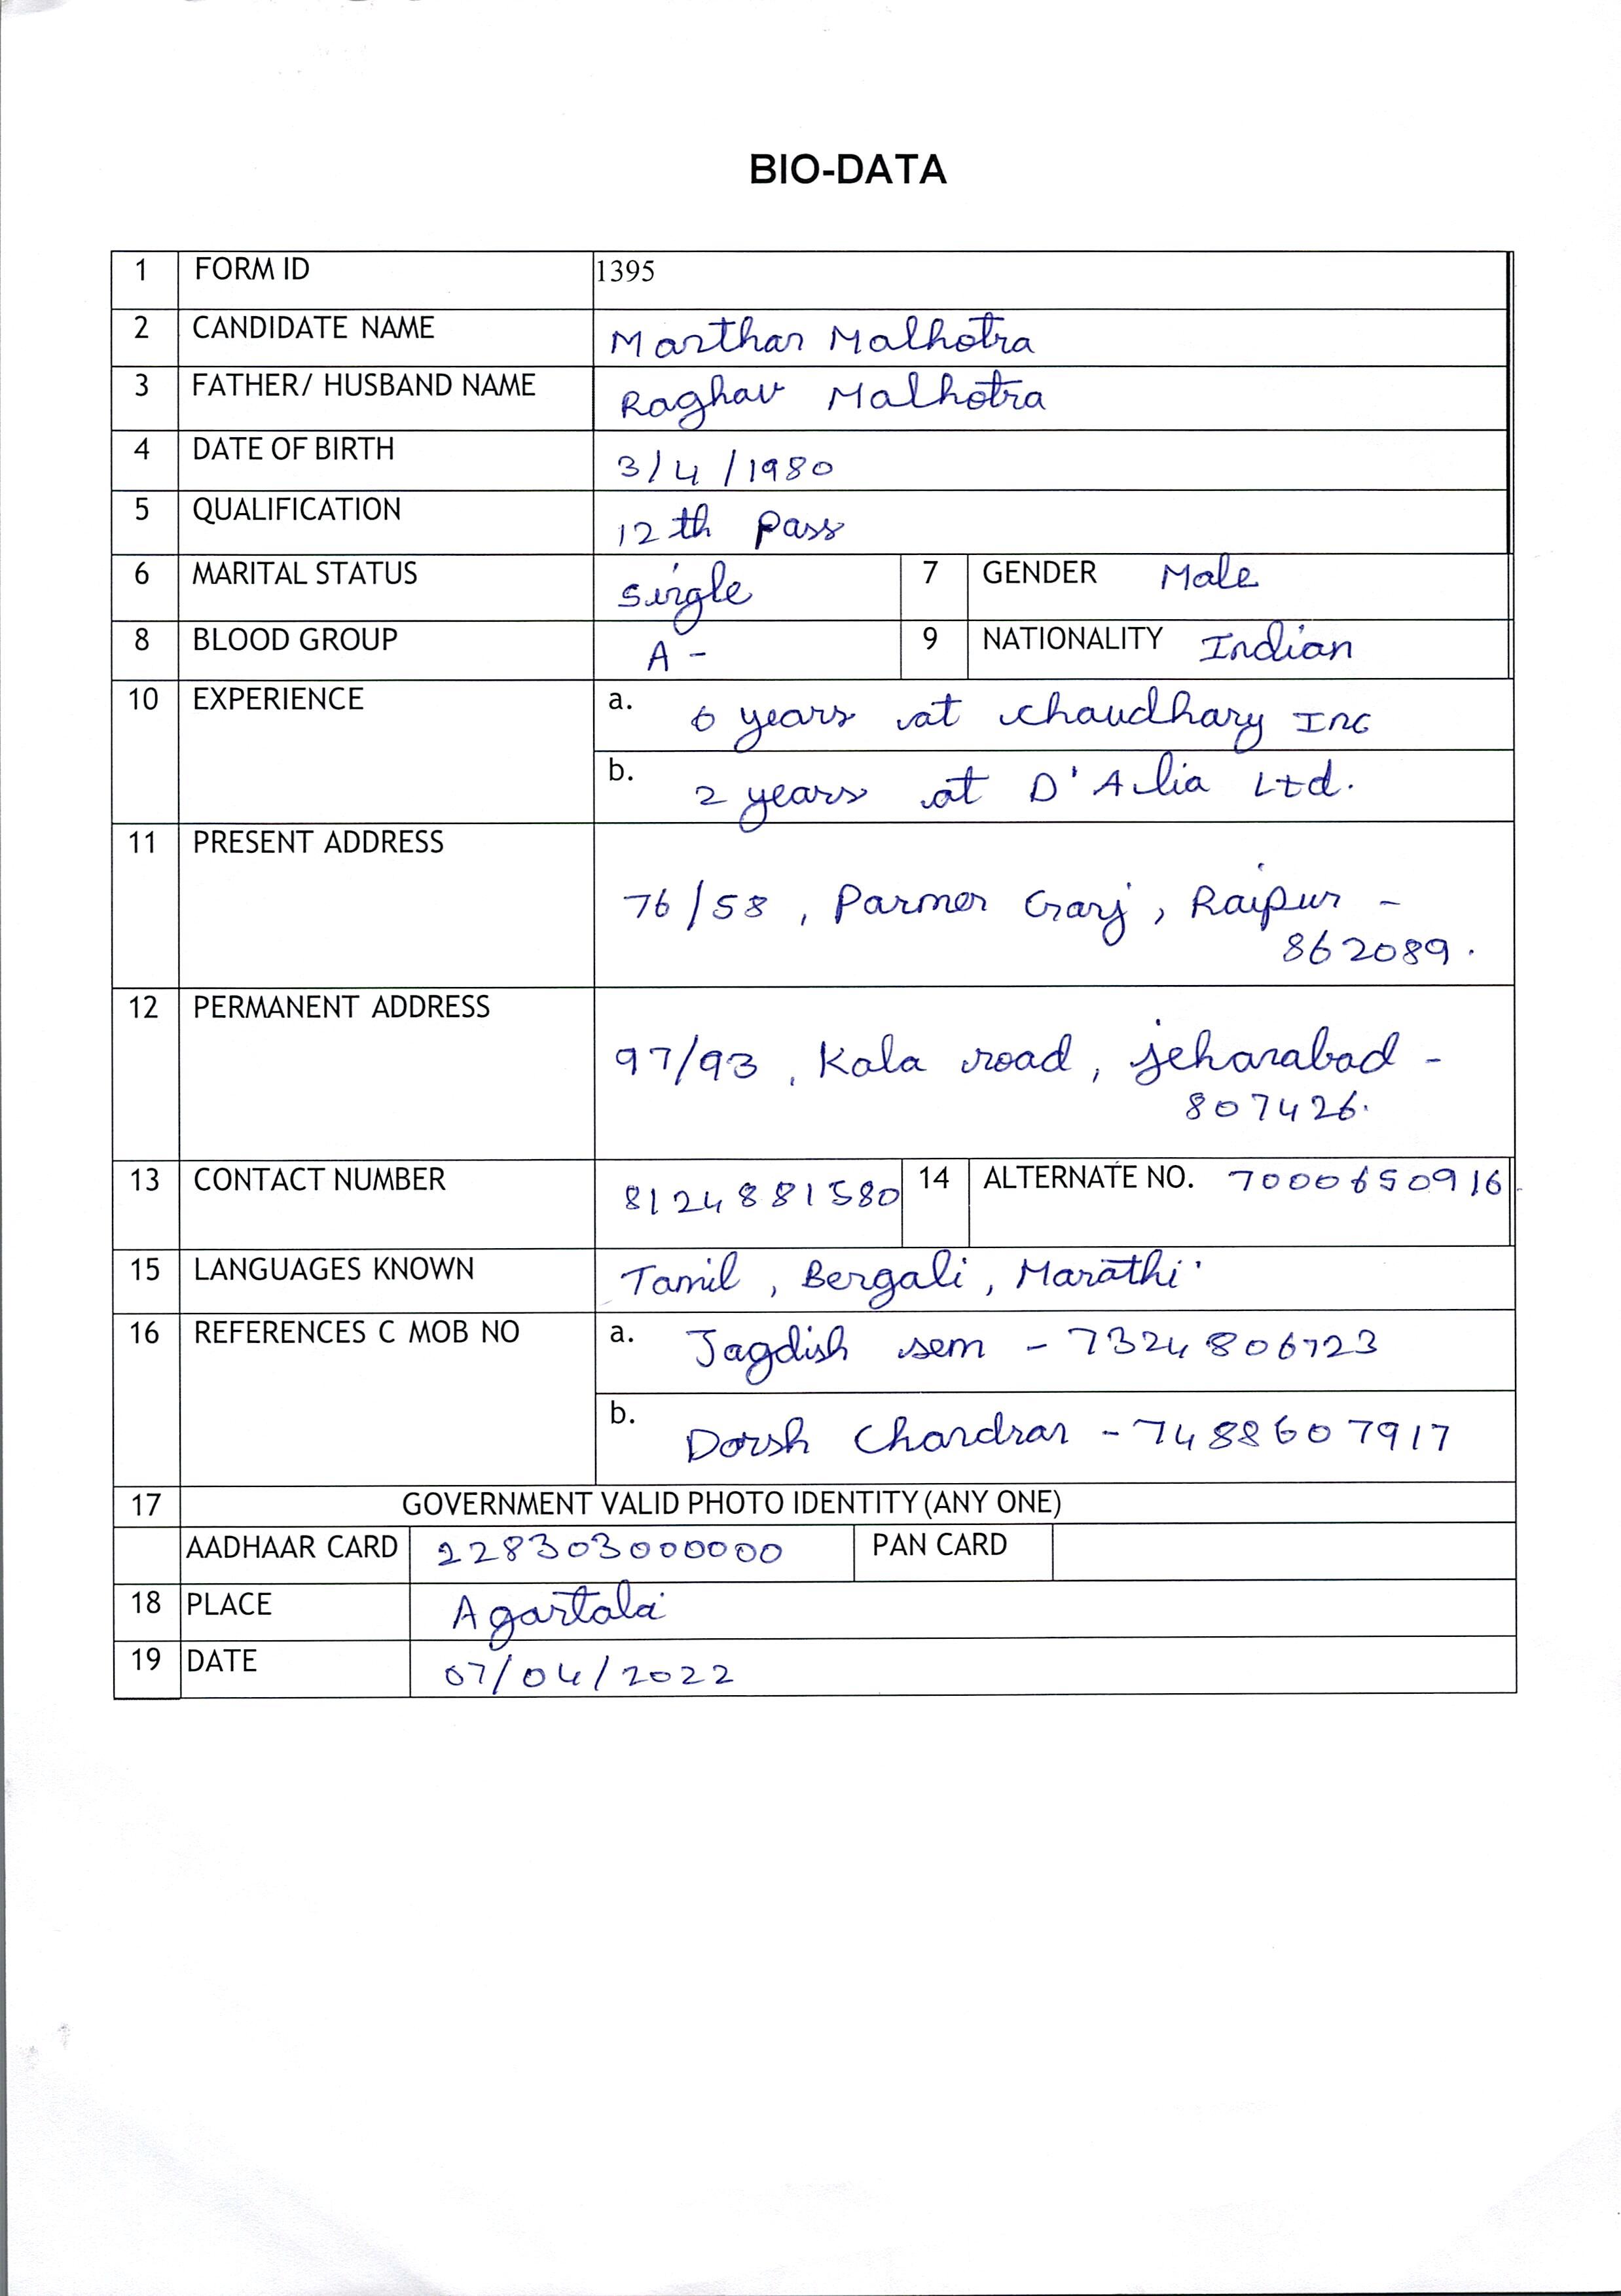 BIO-DATA
1 FORM ID 1395
2 CANDIDATE NAME Manthan Malhotra
3 FATHER/ HUSBAND NAME Raghav Malhotra
4 DATE OF BIRTH 3/4/1980
5 QUALIFICATION 12th Pass
6 MARITAL STATUS Single 7 GENDER Male
8 BLOOD GROUP A- 9 NATIONALITY Indian
10 EXPERIENCE a. 6 years at Chaudhary Inc
b. 2 years at D'Alia Ltd.
11 PRESENT ADDRESS
76/58, Parmer Ganj, Raipur -
862089.
12 PERMANENT ADDRESS
97/93, Kala road, Jehanabad -
807426.
13 CONTACT NUMBER 8124881580 14 ALTERNATE NO. 7000650916
15 LANGUAGES KNOWN Tamil, Bengali, Marathi
16 REFERENCES C MOB NO a. Jagdish sem - 7324806723
b. Dorsh Chandran - 7488607917
17 GOVERNMENT VALID PHOTO IDENTITY (ANY ONE)
AADHAAR CARD 228303000000 PAN CARD
18 PLACE Agartala
19 DATE 07/04/2022